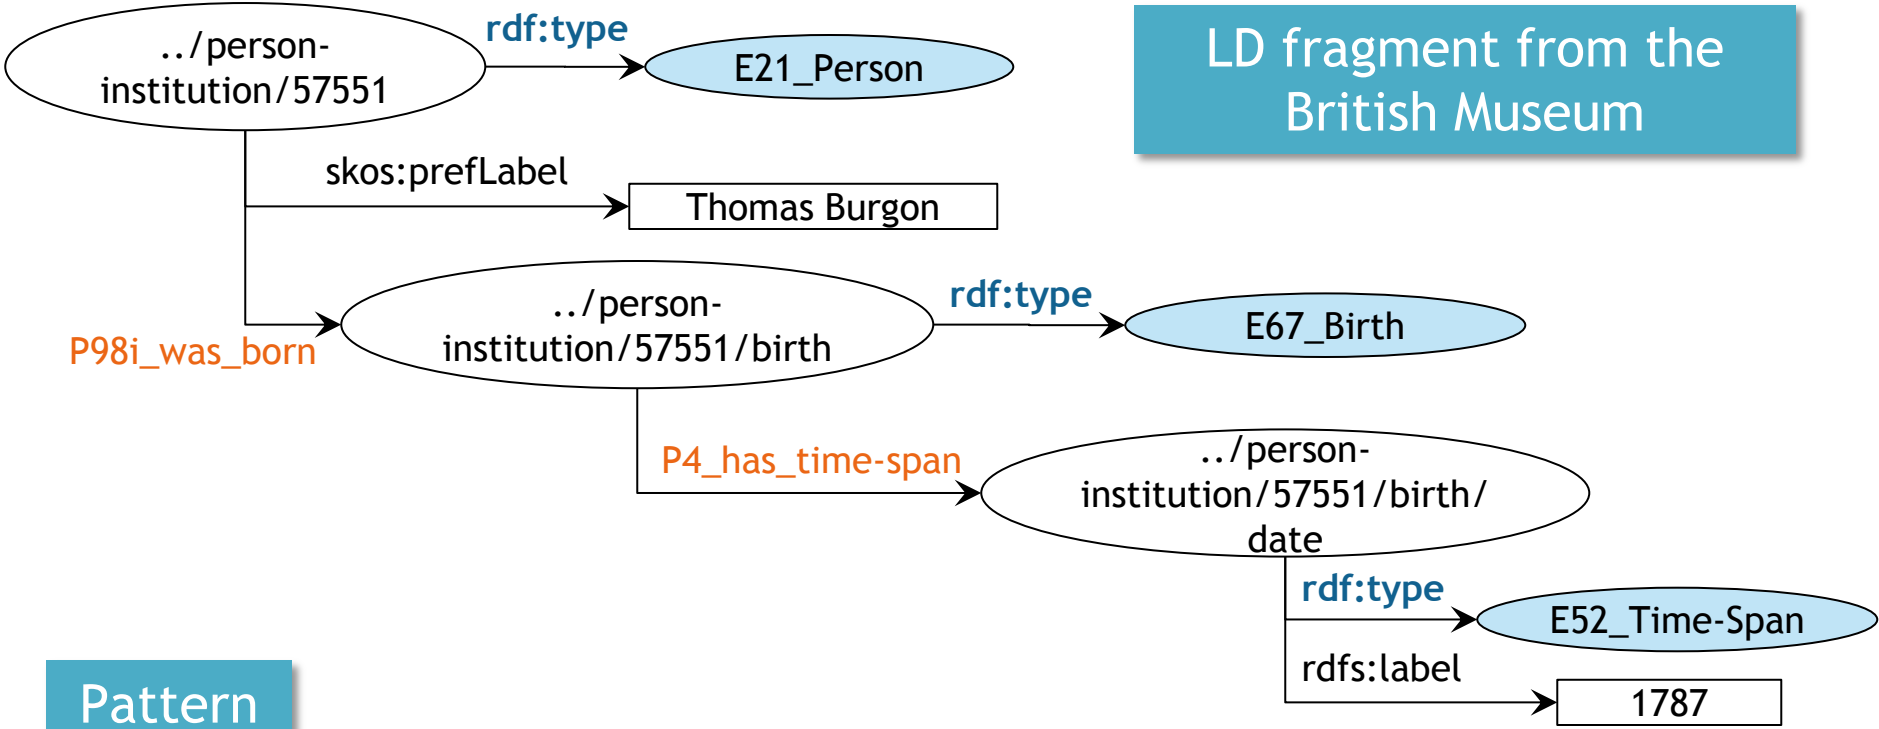 ../person-
institution/57551
rdf:type
E21_Person
LD fragment from the
British Museum
skos:prefLabel
Thomas Burgon
P98i_was_born
../person-
institution/57551/birth
rdf:type
E67_Birth
P4_has_time-span
../person-
institution/57551/birth/
date
rdf:type
E52_Time-Span
rdfs:label
1787
Pattern